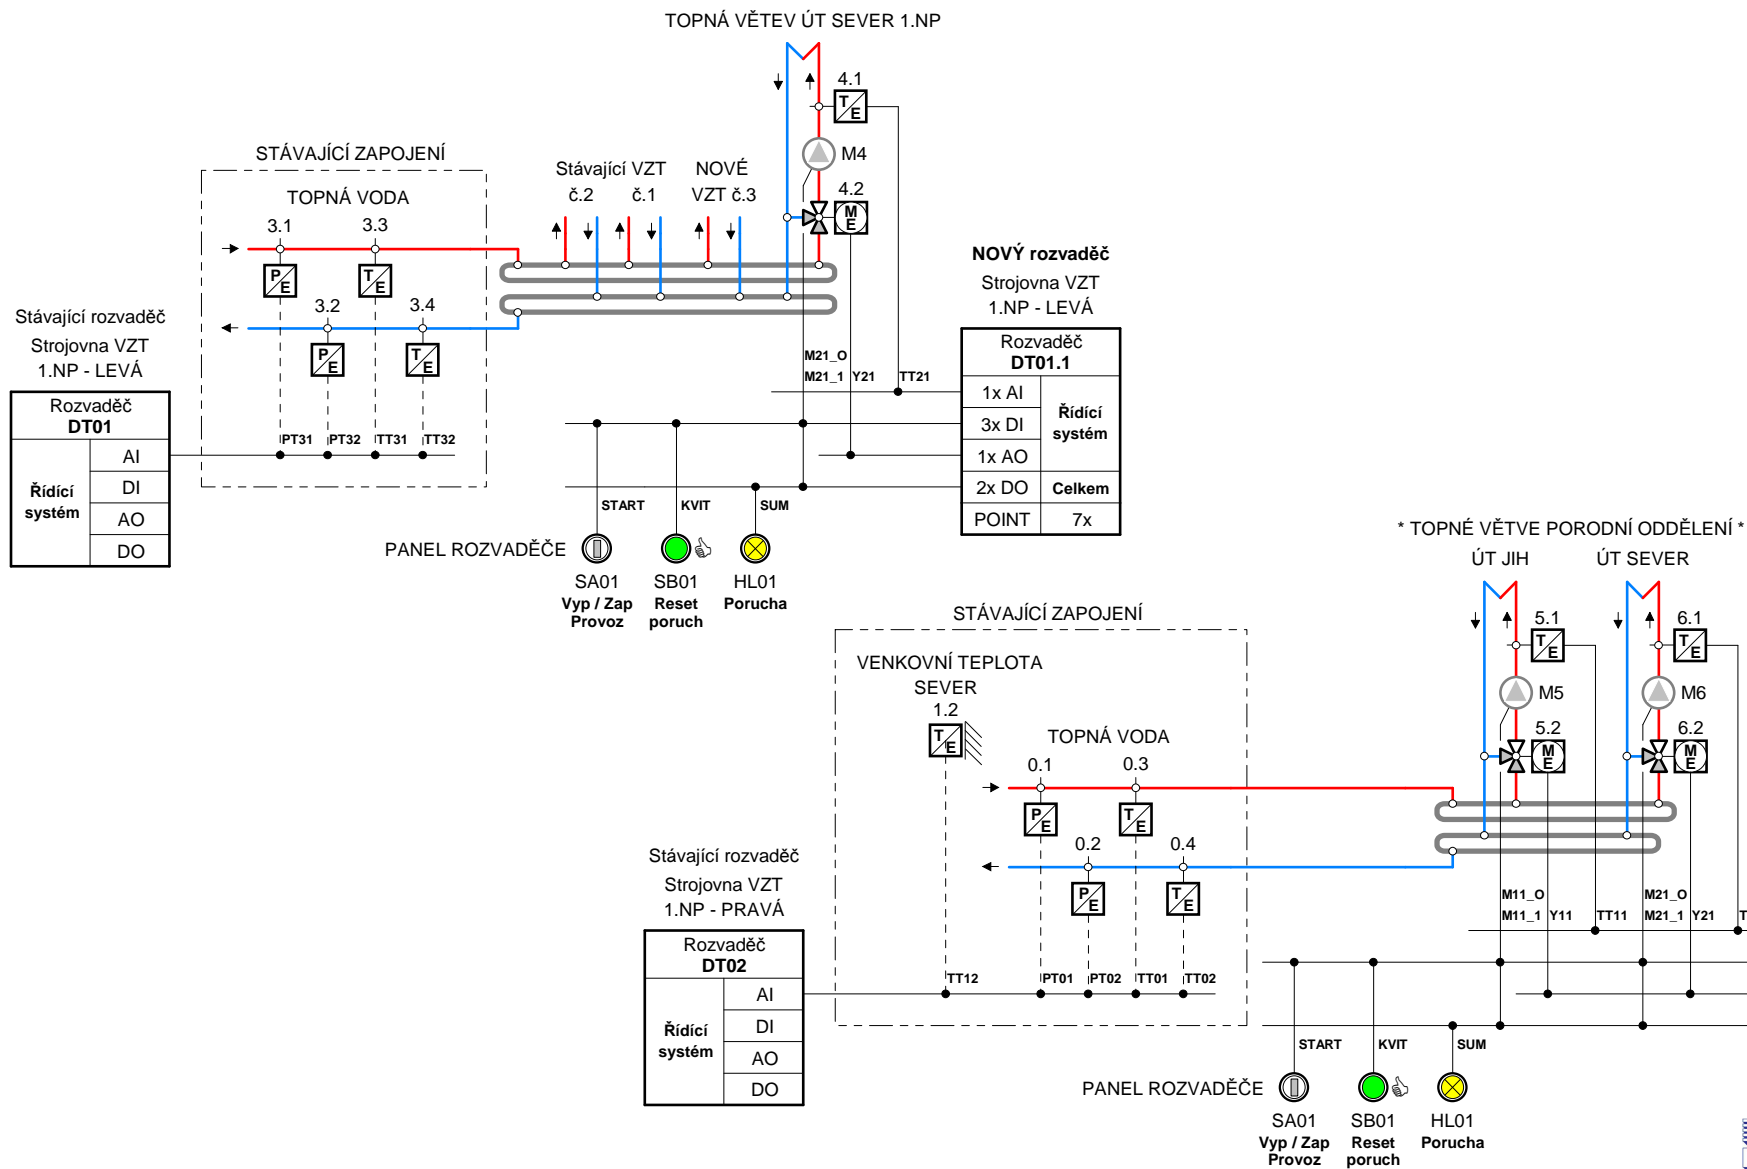 TOPNÁ VĚTEV ÚT SEVER 1.NP
4.1
T
E
M4
4.2
M
E
STÁVAJÍCÍ ZAPOJENÍ
TOPNÁ VODA
3.1
3.3
P
E
T
E
3.2
3.4
P
E
T
E
PT31
PT32
TT31
TT32
Stávající VZT
č.2
č.1
NOVÉ
VZT č.3
Stávající rozvaděč
Strojovna VZT
1.NP - LEVÁ
Rozvaděč
DT01
Řídící
systém
AI
DI
AO
DO
NOVÝ rozvaděč
Strojovna VZT
1.NP - LEVÁ
Rozvaděč
DT01.1
1x AI
3x DI
1x AO
Řídící
systém
2x DO
Celkem
POINT
7x
M21_O
M21_1
Y21
TT21
START
KVIT
SUM
PANEL ROZVADĚČE
SA01
Vyp / Zap
Provoz
SB01
Reset
poruch
HL01
Porucha
* TOPNÉ VĚTVE PORODNÍ ODDĚLENÍ *
ÚT JIH
ÚT SEVER
5.1
T
E
M5
5.2
M
E
6.1
T
E
M6
6.2
M
E
STÁVAJÍCÍ ZAPOJENÍ
VENKOVNÍ TEPLOTA
SEVER
1.2
T
E
TOPNÁ VODA
0.1
0.3
P
E
T
E
0.2
0.4
P
E
T
E
TT12
PT01
PT02
TT01
TT02
Stávající rozvaděč
Strojovna VZT
1.NP - PRAVÁ
Rozvaděč
DT02
Řídící
systém
AI
DI
AO
DO
M11_O
M11_1
Y11
TT11
M21_O
M21_1
Y21
START
KVIT
SUM
PANEL ROZVADĚČE
SA01
Vyp / Zap
Provoz
SB01
Reset
poruch
HL01
Porucha